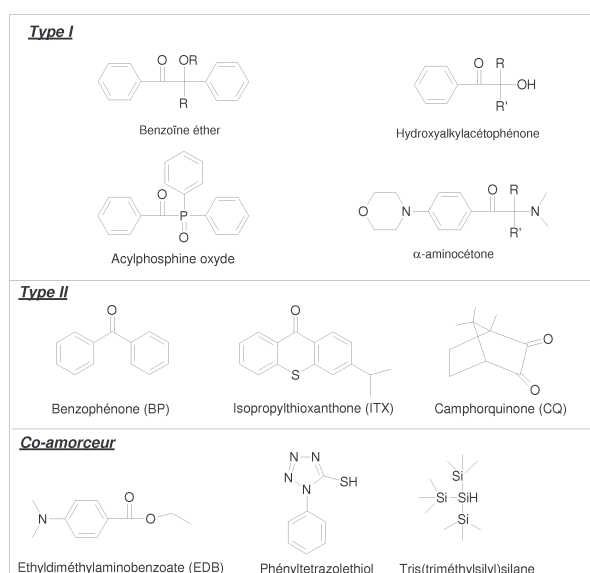 Type I
O OR
R
Benzoïne éther
O R
OH
R'
Hydroxyalkylacétophénone
O
P
O
Acylphosphine oxyde
O N
O R
N
R'
α-aminocétone
Type II
O
Benzophénone (BP)
O
S
Isopropylthioxanthone (ITX)
O
O
Camphorquinone (CQ)
Co-amorceur
N
O
O
Ethyldiméthylaminobenzoate (EDB)
N N
N
N
SH
Phényltetrazolethiol
Si
Si SiH
Si
Tris(triméthylsilyl)silane